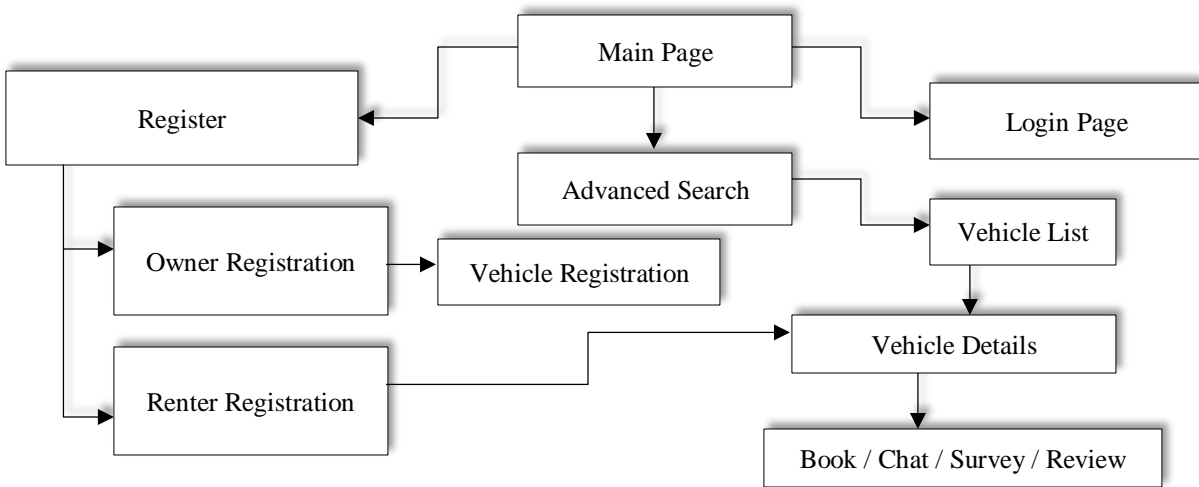 Main Page
Register
Login Page
Advanced Search
Vehicle List
Owner Registration
Vehicle Registration
Vehicle Details
Renter Registration
Book / Chat / Survey / Review